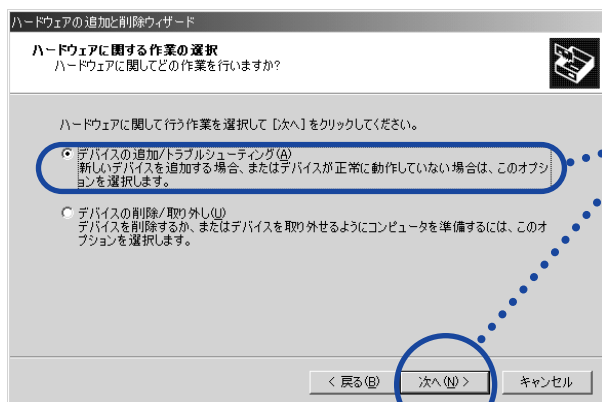 ハードウェアの追加と削除ウィザード
ハードウェアに関する作業の選択
ハードウェアに関してどの作業を行いますか?
ハードウェアに関して行う作業を選択して [次へ] をクリックしてください。
デバイスの追加/トラブルシューティング(A)
新しいデバイスを追加する場合、またはデバイスが正常に動作していない場合は、このオプシ
ョンを選択します。
デバイスの削除/取り外し(U)
デバイスを削除するか、またはデバイスを取り外せるようにコンピュータを準備するには、このオ
プションを選択します。
< 戻る(B)
次へ(N) >
キャンセル